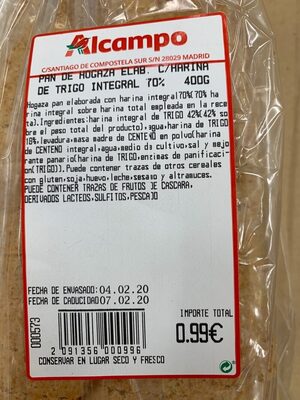 Alcampo
C/SANTIAGO DE COMPOSTELA SUR S/N 28029 MADRID
PAN DE HOGAZA ELAB. C/HARINA
DE TRIGO INTEGRAL 70% 400G
Hogaza pan elaborada con harina integral70%(70% ha
rina integral sobre harina total empleada en la rece
ta).Ingredientes:harina integral de TRIGO 42%(42% so
bre el peso total del producto),agua,harina de TRIGO
18%,levadura,masa madre de CENTENO en polvo(harina
de CENTENO integral,agua,medio de cultivo,sal y mejo
rante panario(harina de TRIGO,enzimas de panificaci-
on(TRIGO)). Puede contener trazas de otros cereales
con gluten,soja,huevo,leche,sesamo y altramuces.
PUEDE CONTENER TRAZAS DE FRUTOS DE CASCARA,
DERIVADOS LACTEOS,SULFITOS,PESCADO
FECHA DE ENVASADO:04.02.20
FECHA DE CADUCIDAD07.02.20
000573
IMPORTE TOTAL
0.99€
2 091356 000996
CONSERVAR EN LUGAR SECO Y FRESCO